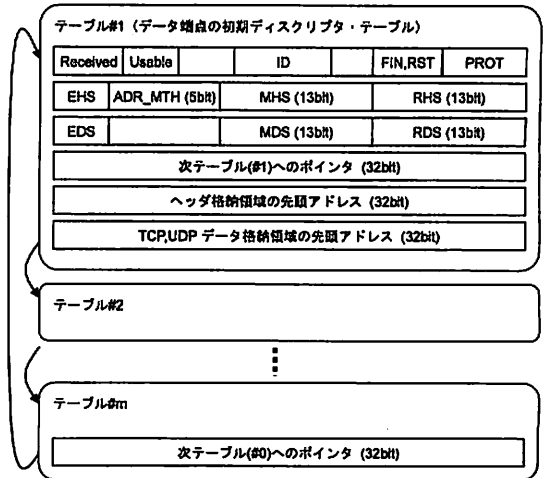 テーブル#1 (データ端点の初期ディスクリプタ・テーブル)
Received Usable ID FIN,RST PROT
EHS ADR_MTH (5bit) MHS (13bit) RHS (13bit)
EDS MDS (13bit) RDS (13bit)
次テーブル(#1)へのポインタ (32bit)
ヘッダ格納領域の先頭アドレス (32bit)
TCP,UDP データ格納領域の先頭アドレス (32bit)
テーブル#2
テーブル#m
次テーブル(#0)へのポインタ (32bit)